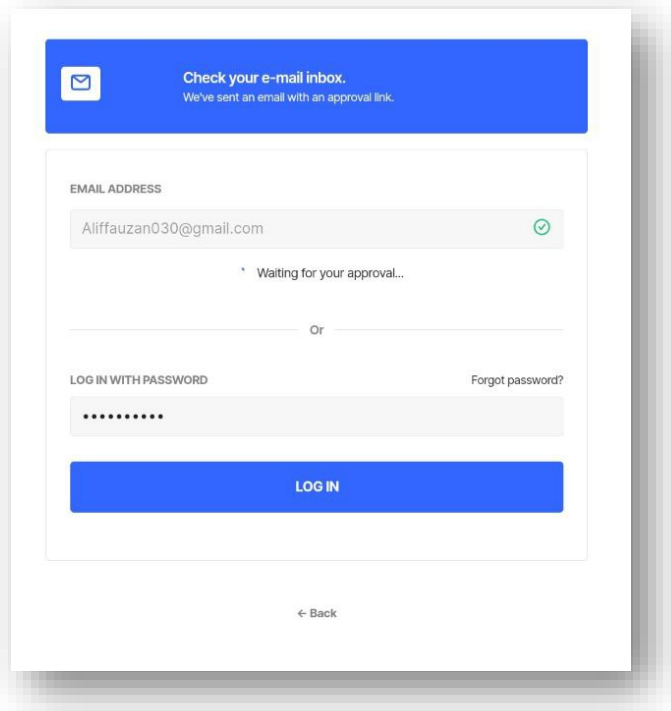 Check your e-mail inbox.
We've sent an email with an approval link.
EMAIL ADDRESS
Aliffauzan030@gmail.com
Waiting for your approval...
Or
LOG IN WITH PASSWORD
Forgot password?
••••••••••
LOG IN
← Back